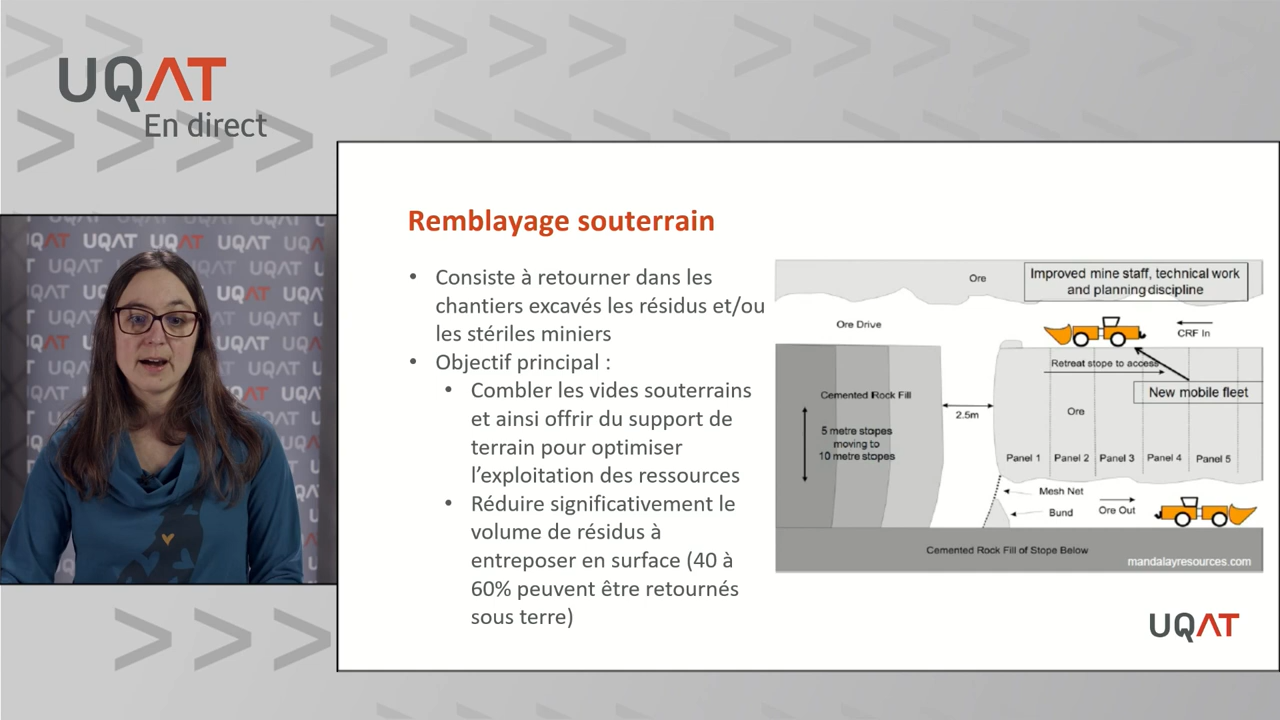 UQAT
En direct
UQAT UQAT UQAT
UQAT UQAT
Remblayage souterrain
• Consiste à retourner dans les
chantiers excavés les résidus et/ou
les stériles miniers
• Objectif principal :
• Combler les vides souterrains
et ainsi offrir du support de
terrain pour optimiser
l'exploitation des ressources
• Réduire significativement le
volume de résidus à
entreposer en surface (40 à
60% peuvent être retournés
sous terre)
Ore
Improved mine staff, technical work
and planning discipline
Ore Drive
CRF In
Retreat stope to access
New mobile fleet
Cemented Rock Fill
2.5m
Ore
5 metre stopes
moving to
10 metre stopes
Panel 1 Panel 2 Panel 3 Panel 4 Panel 5
Mesh Net
Bund
Ore Out
Cemented Rock Fill of Stope Below
mandalayresources.com
UQAT